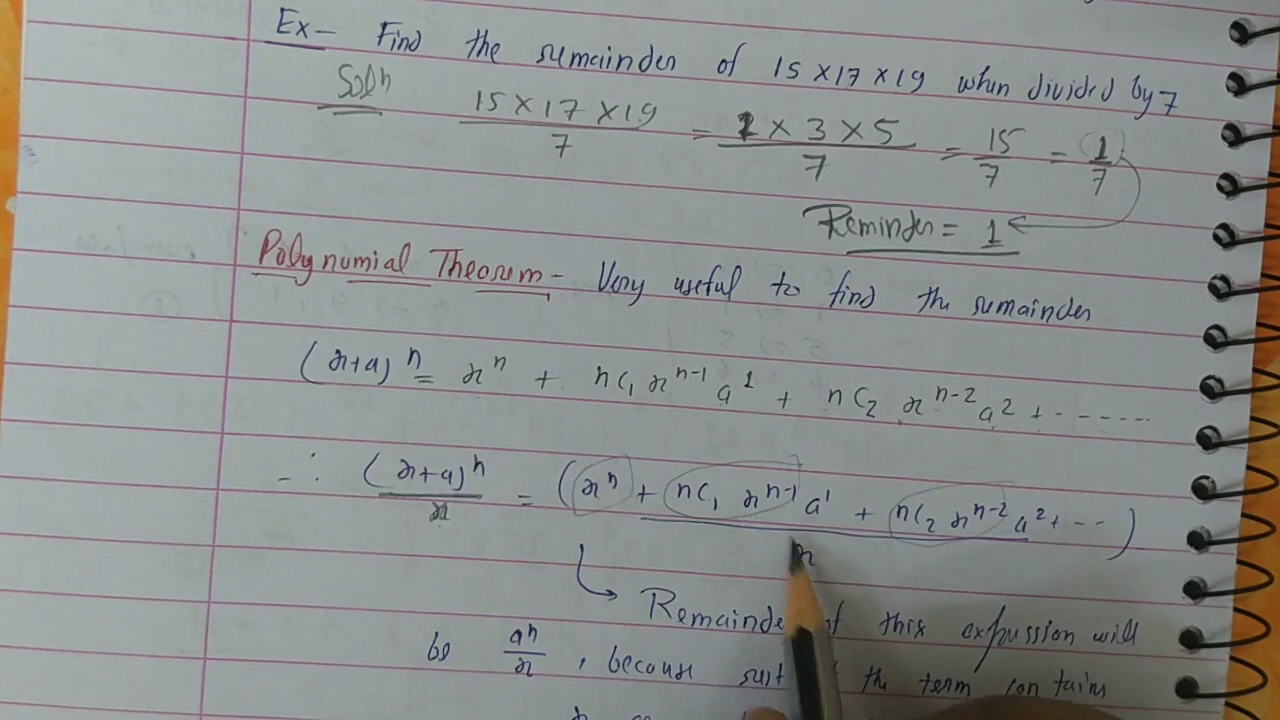 Ex- Find the remainder of 15×17×19 when divided by 7
Soln 15×17×19/7 = 1×3×5/7 = 15/7 = 1/7
Reminder = 1
Polynomial Theorem - Very useful to find the remainder
(x+a)^n = x^n + nC1 x^(n-1) a^1 + nC2 x^(n-2) a^2 + ------
∴ (x+a)^n/x = (x^n + nC1 x^(n-1) a^1 + nC2 x^(n-2) a^2 + --)/x
Remainder of this expression will
be a^n/x, because rest the term contains